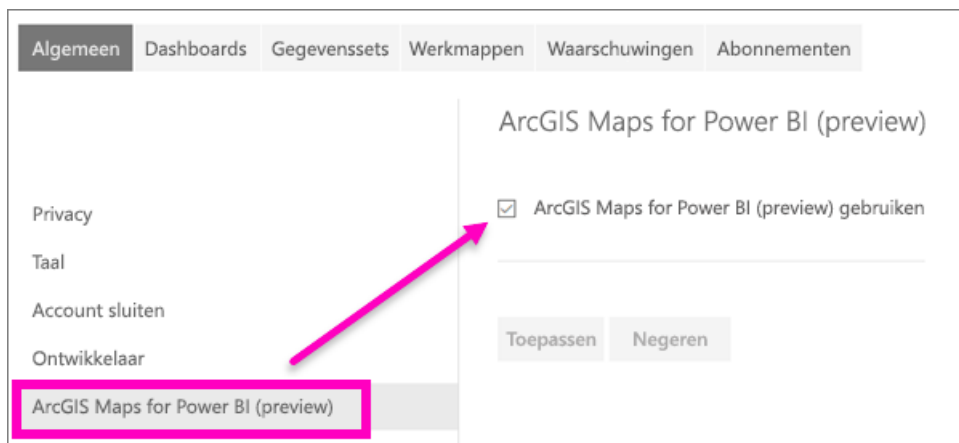 Algemeen Dashboards Gegevenssets Werkmappen Waarschuwingen Abonnementen
ArcGIS Maps for Power BI (preview)
Privacy
ArcGIS Maps for Power BI (preview) gebruiken
Taal
Account sluiten
Ontwikkelaar
Toepassen Negeren
ArcGIS Maps for Power BI (preview)